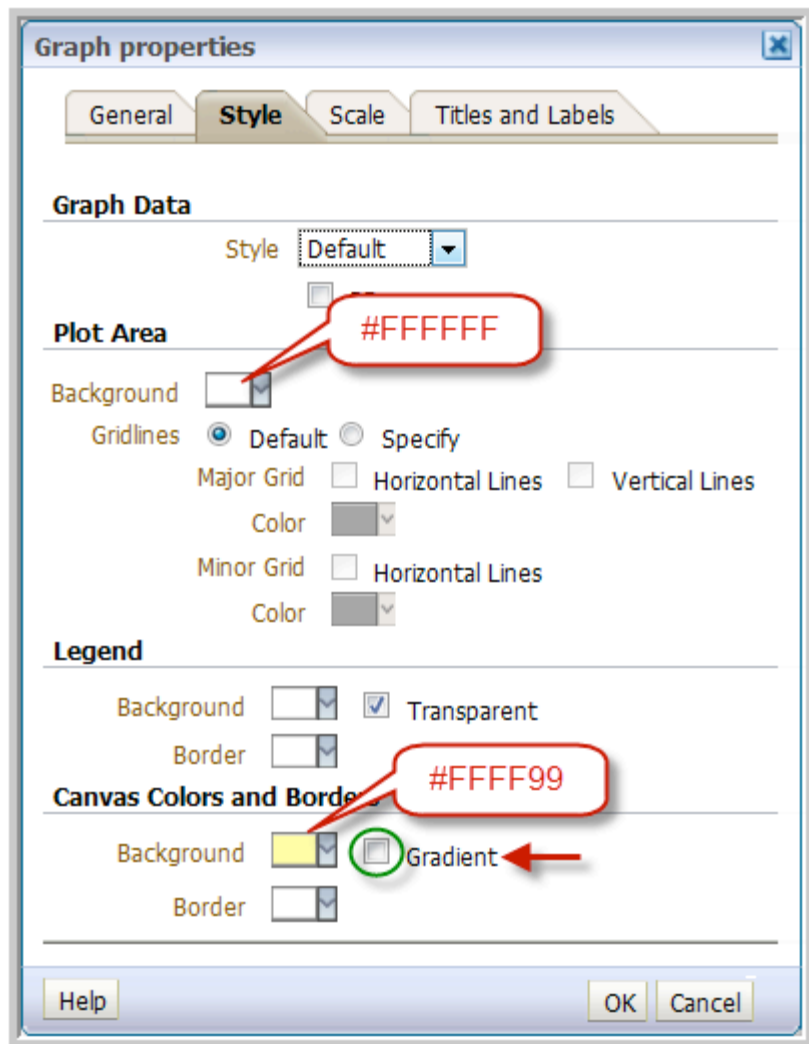 Graph properties
General Style Scale Titles and Labels
Graph Data
Style Default
#FFFFFF
Plot Area
Background
Gridlines Default Specify
Major Grid Horizontal Lines Vertical Lines
Color
Minor Grid Horizontal Lines
Color
Legend
Background Transparent
Border
#FFFF99
Canvas Colors and Borders
Background Gradient
Border
Help OK Cancel